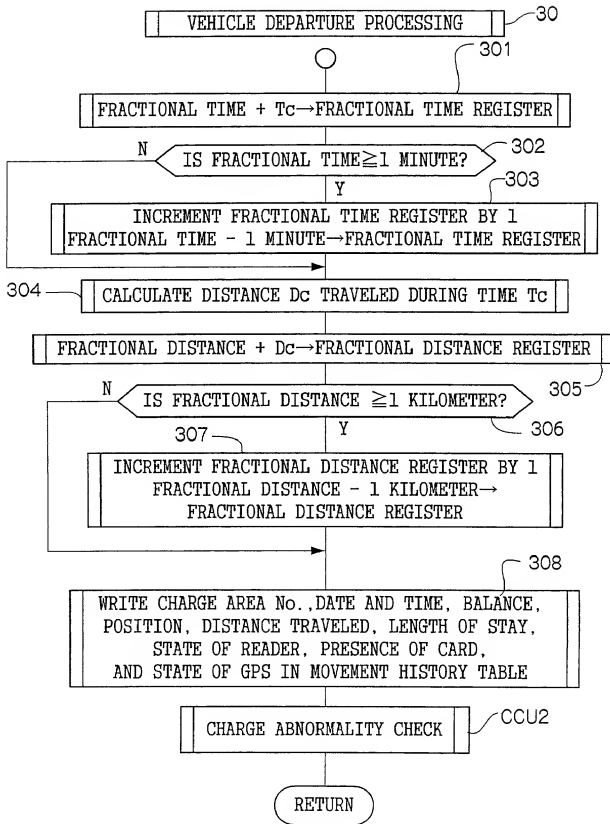 VEHICLE DEPARTURE PROCESSING
30
301
FRACTIONAL TIME + Tc→FRACTIONAL TIME REGISTER
N
IS FRACTIONAL TIME≧1 MINUTE?
302
Y
303
INCREMENT FRACTIONAL TIME REGISTER BY 1
FRACTIONAL TIME - 1 MINUTE→FRACTIONAL TIME REGISTER
304
CALCULATE DISTANCE Dc TRAVELED DURING TIME Tc
FRACTIONAL DISTANCE + Dc→FRACTIONAL DISTANCE REGISTER
305
N
IS FRACTIONAL DISTANCE ≧1 KILOMETER?
306
Y
307
INCREMENT FRACTIONAL DISTANCE REGISTER BY 1
FRACTIONAL DISTANCE - 1 KILOMETER→
FRACTIONAL DISTANCE REGISTER
308
WRITE CHARGE AREA No.,DATE AND TIME, BALANCE,
POSITION, DISTANCE TRAVELED, LENGTH OF STAY,
STATE OF READER, PRESENCE OF CARD,
AND STATE OF GPS IN MOVEMENT HISTORY TABLE
CCU2
CHARGE ABNORMALITY CHECK
RETURN